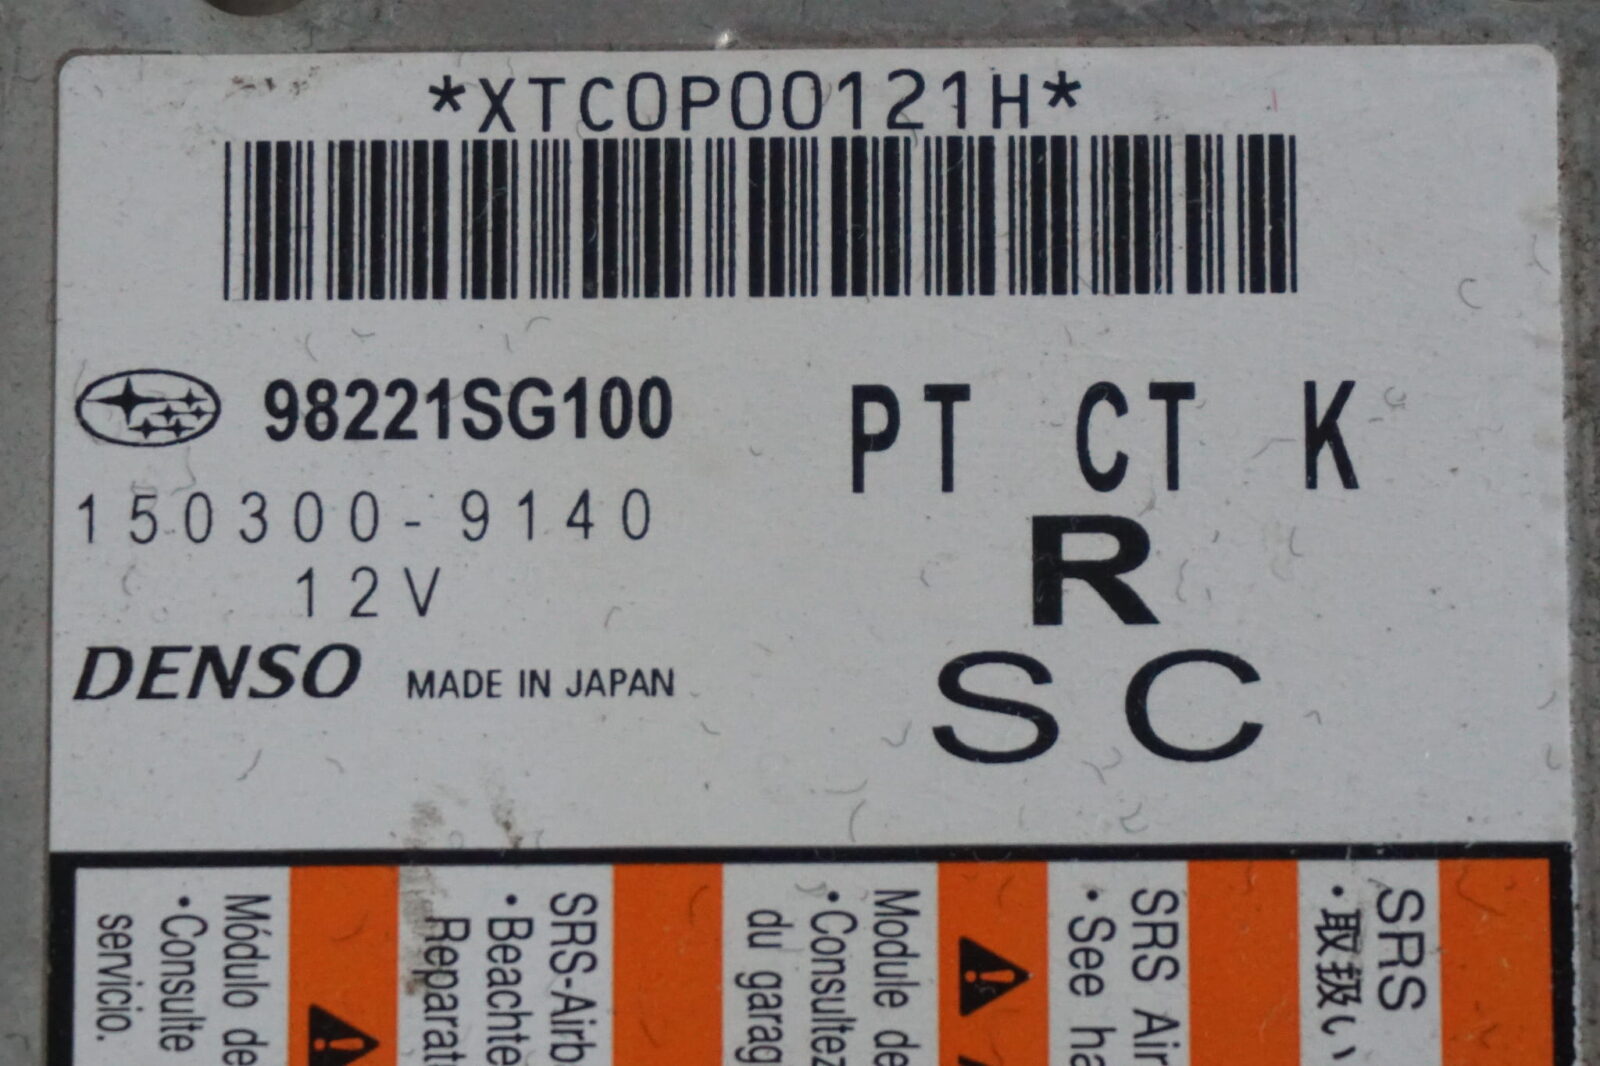 *XTC0P00121H*
98221SG100
150300-9140
12V
DENSO MADE IN JAPAN
PT CT K
R
SC
SRS
・取扱い
SRS Air
・See ha
Module de
・Consultez
du garag
SRS-Airb
・Beachte
Reparat
Módulo de
・Consulte
servicio.